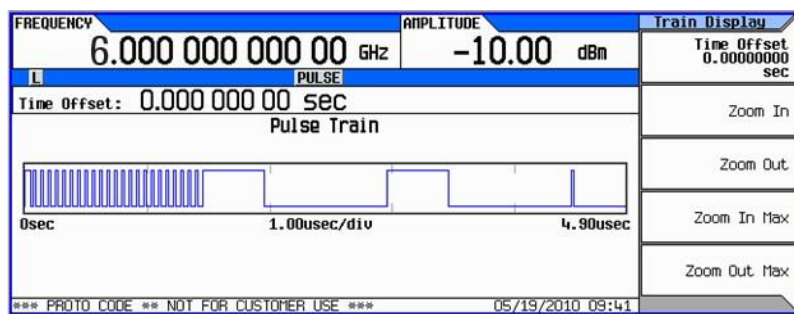 FREQUENCY
6.000 000 000 00 GHz
AMPLITUDE
-10.00 dBm
L
PULSE
Time Offset: 0.000 000 00 sec
Pulse Train
0sec
1.00usec/div
4.90usec
*** PROTO CODE ** NOT FOR CUSTOMER USE ***
05/19/2010 09:41
Train Display
Time Offset
0.00000000
sec
Zoom In
Zoom Out
Zoom In Max
Zoom Out Max